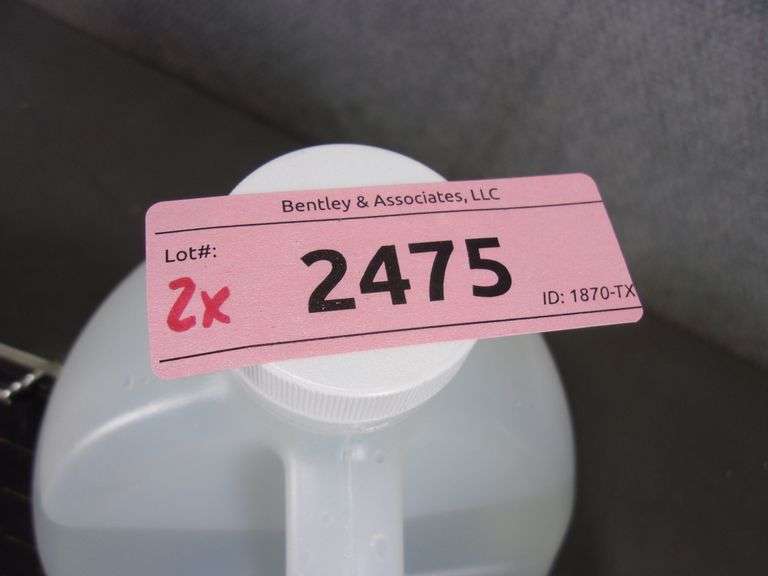 Bentley & Associates, LLC
Lot#:
2x
2475
ID: 1870-TX